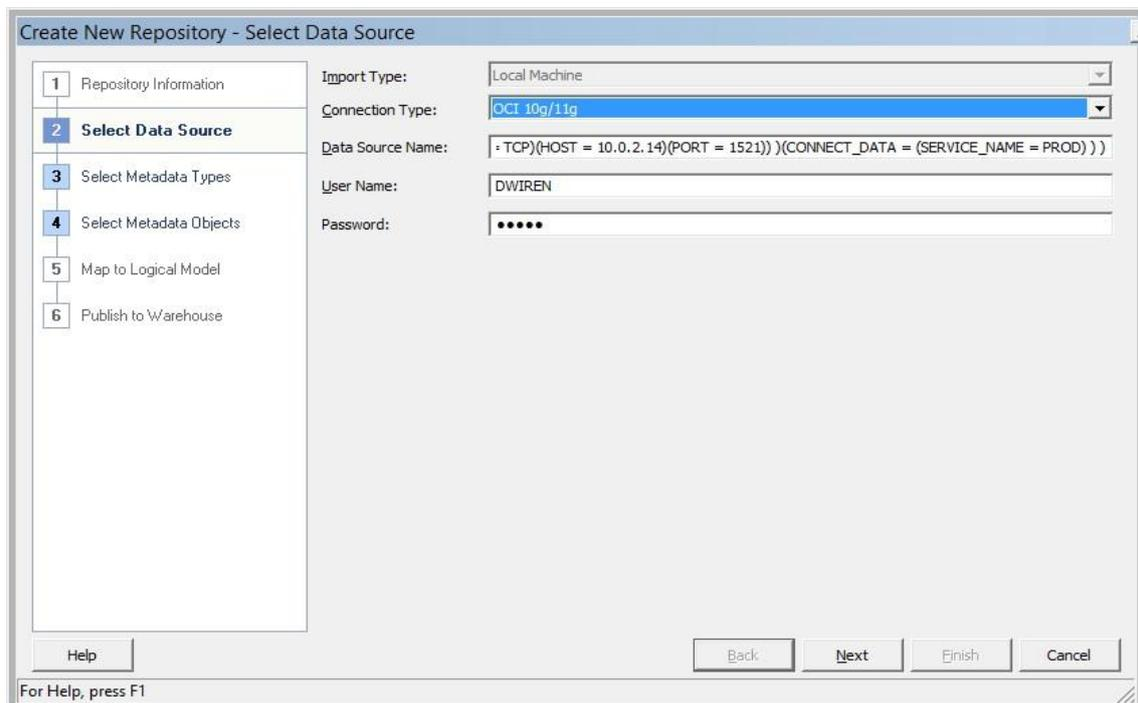 Create New Repository - Select Data Source
1 Repository Information
2 Select Data Source
3 Select Metadata Types
4 Select Metadata Objects
5 Map to Logical Model
6 Publish to Warehouse
Import Type: Local Machine
Connection Type: OCI 10g/11g
Data Source Name: = TCP)(HOST = 10.0.2.14)(PORT = 1521)) )(CONNECT_DATA = (SERVICE_NAME = PROD) ) )
User Name: DWIREN
Password: •••••
Help Back Next Finish Cancel
For Help, press F1